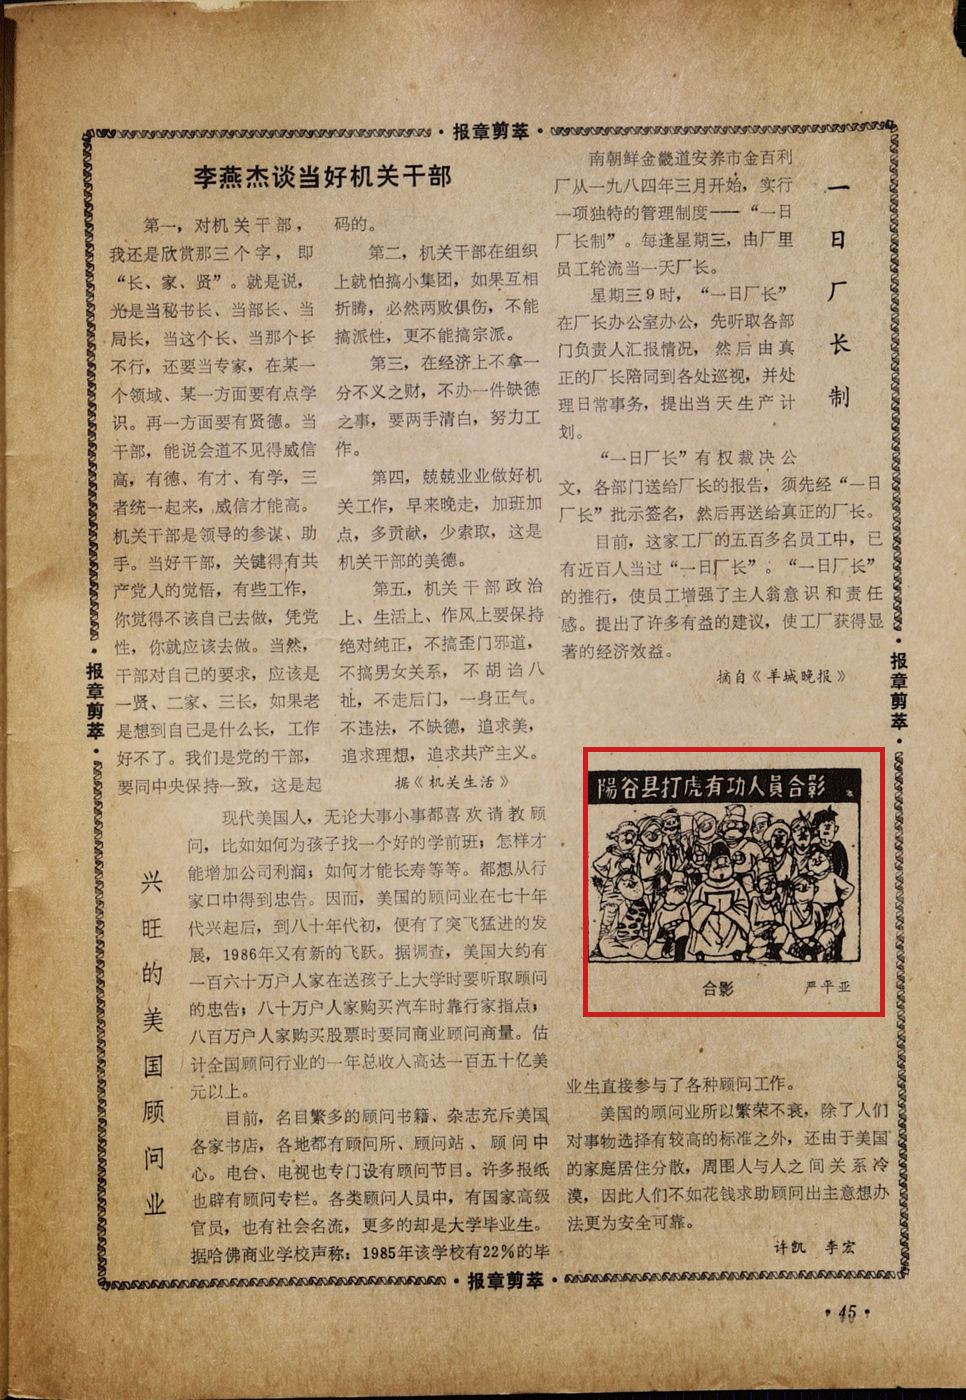 ·报章剪萃·
李燕杰谈当好机关干部
第一，对机关干部，
我还是欣赏那三个字，即
“长、家、贤”。就是说，
光是当秘书长、当部长、当
局长，当这个长、当那个长
不行，还要当专家，在某一
个领域、某一方面要有点学
识。再一方面要有贤德。当
干部，能说会道不见得威信
高，有德、有才、有学，三
者统一起来，威信才能高。
机关干部是领导的参谋、助
手。当好干部，关键得有共
产党人的觉悟，有些工作，
你觉得不该自己去做，凭党
性，你就应该去做。当然，
干部对自己的要求，应该是
一贤、二家、三长，如果老
是想到自己是什么长，工作
好不了。我们是党的干部，
要同中央保持一致，这是起
码的。
第二，机关干部在组织
上就怕搞小集团，如果互相
折腾，必然两败俱伤，不能
搞派性，更不能搞宗派。
第三，在经济上不拿一
分不义之财，不办一件缺德
之事，要两手清白，努力工
作。
第四，兢兢业业做好机
关工作，早来晚走，加班加
点，多贡献，少索取，这是
机关干部的美德。
第五，机关干部政治
上、生活上、作风上要保持
绝对纯正，不搞歪门邪道，
不搞男女关系，不胡诌八
扯，不走后门，一身正气。
不违法，不缺德，追求美，
追求理想，追求共产主义。
据《机关生活》
一日厂长制
南朝鲜金畿道安养市金百利
厂从一九八四年三月开始，实行
一项独特的管理制度——“一日
厂长制”。每逢星期三，由厂里
员工轮流当一天厂长。
星期三9时，“一日厂长”
在厂长办公室办公，先听取各部
门负责人汇报情况，然后由真
正的厂长陪同到各处巡视，并处
理日常事务，提出当天生产计
划。
“一日厂长”有权裁决公
文，各部门送给厂长的报告，须先经“一日
厂长”批示签名，然后再送给真正的厂长。
目前，这家工厂的五百多名员工中，已
有近百人当过“一日厂长”。“一日厂长”
的推行，使员工增强了主人翁意识和责任
感。提出了许多有益的建议，使工厂获得显
著的经济效益。
摘自《羊城晚报》
·报章剪萃·
·报章剪萃·
陽谷县打虎有功人員合影
合影 严平亚
兴旺的美国顾问业
现代美国人，无论大事小事都喜欢请教顾
问，比如如何为孩子找一个好的学前班；怎样才
能增加公司利润；如何才能长寿等等。都想从行
家口中得到忠告。因而，美国的顾问业在七十年
代兴起后，到八十年代初，便有了突飞猛进的发
展，1986年又有新的飞跃。据调查，美国大约有
一百六十万户人家在送孩子上大学时要听取顾问
的忠告；八十万户人家购买汽车时靠行家指点；
八百万户人家购买股票时要同商业顾问商量。估
计全国顾问行业的一年总收入高达一百五十亿美
元以上。
目前，名目繁多的顾问书籍、杂志充斥美国
各家书店，各地都有顾问所、顾问站、顾问中
心。电台、电视也专门设有顾问节目。许多报纸
也辟有顾问专栏。各类顾问人员中，有国家高级
官员，也有社会名流，更多的却是大学毕业生。
据哈佛商业学校声称：1985年该学校有22%的毕
业生直接参与了各种顾问工作。
美国的顾问业所以繁荣不衰，除了人们
对事物选择有较高的标准之外，还由于美国
的家庭居住分散，周围人与人之间关系冷
漠，因此人们不如花钱求助顾问出主意想办
法更为安全可靠。
许凯 李宏
·报章剪萃·
·45·